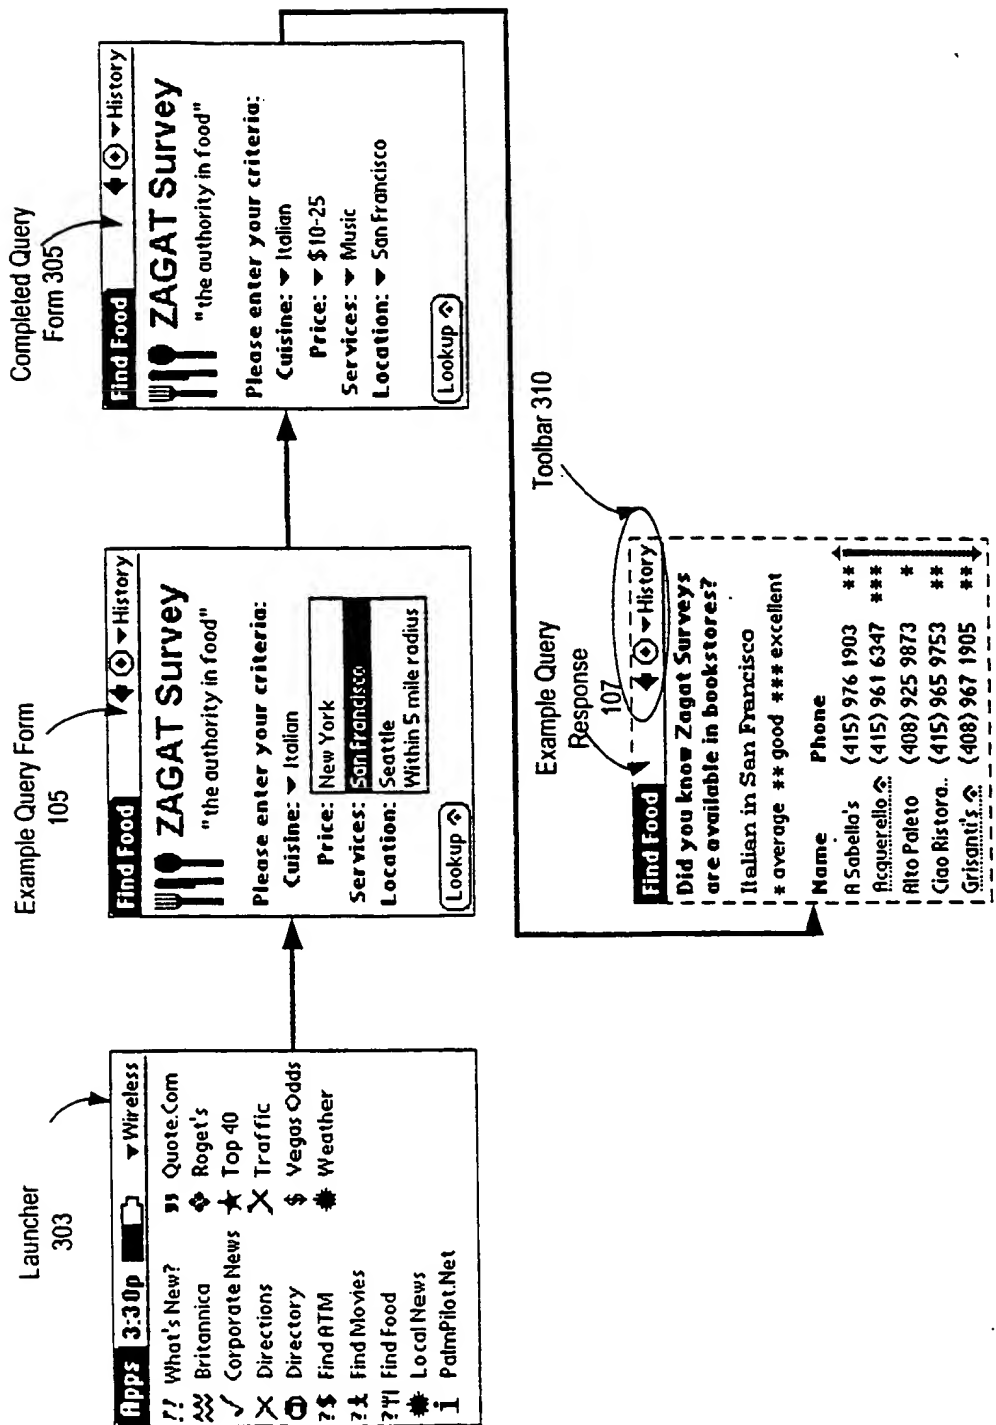 Launcher
303
Apps 3:30p ▾Wireless
?? What's New?
Britannica
Corporate News
Directions
Directory
?$ Find ATM
Find Movies
Find Food
Local News
i PalmPilot.Net
Quote.Com
Roget's
Top 40
Traffic
$ Vegas Odds
Weather
Example Query Form
105
Find Food ▾History
ZAGAT Survey
"the authority in food"
Please enter your criteria:
Cuisine: ▾ Italian
Price:
Services:
Location:
New York
San Francisco
Seattle
Within 5 mile radius
Lookup
Completed Query
Form 305
Find Food ▾History
ZAGAT Survey
"the authority in food"
Please enter your criteria:
Cuisine: ▾ Italian
Price: ▾ $10-25
Services: ▾ Music
Location: ▾ San Francisco
Lookup
Example Query
Response
107
Toolbar 310
Find Food ▾History
Did you know Zagat Surveys
are available in bookstores?
Italian in San Francisco
* average ** good *** excellent
Name Phone
A Sabella's (415) 976 1903 **
Acquerello (415) 961 6347 ***
Alto Paleto (408) 925 9873 *
Ciao Ristora.. (415) 965 9753 **
Grisanti's (408) 967 1905 **